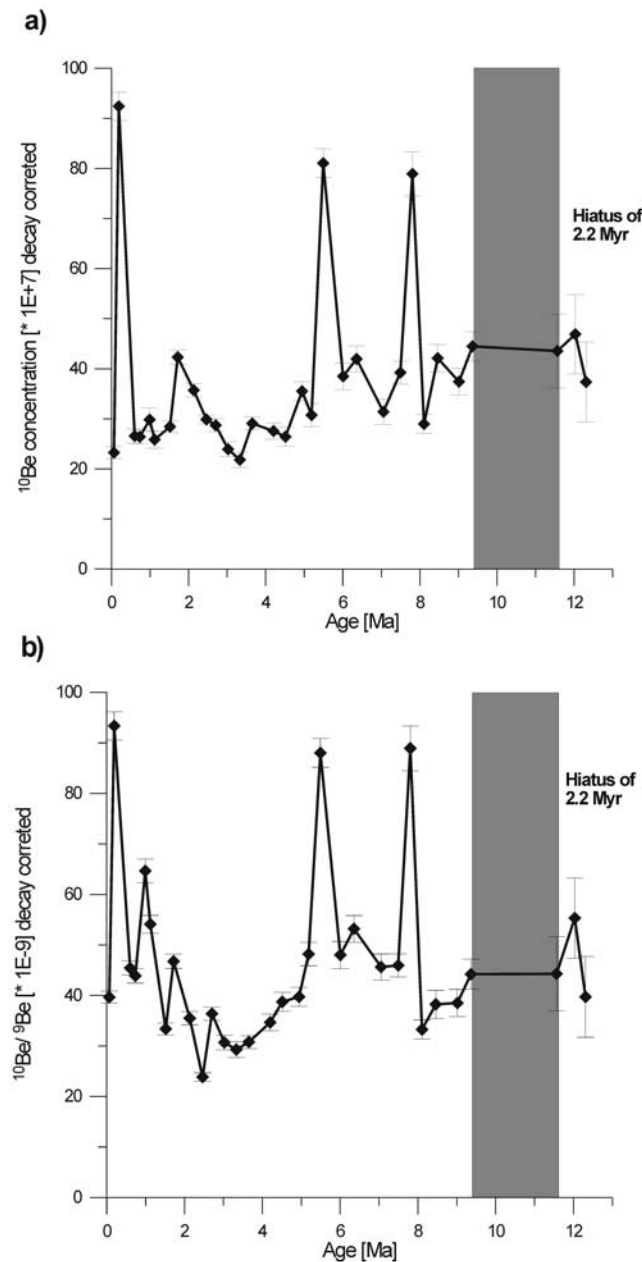 a)
100
80
60
40
20
0
¹⁰Be concentration [* 1E+7] decay correted
Hiatus of
2.2 Myr
0 2 4 6 8 10 12
Age [Ma]
b)
100
80
60
40
20
0
¹⁰Be/ ⁹Be [* 1E-9] decay correted
Hiatus of
2.2 Myr
0 2 4 6 8 10 12
Age [Ma]